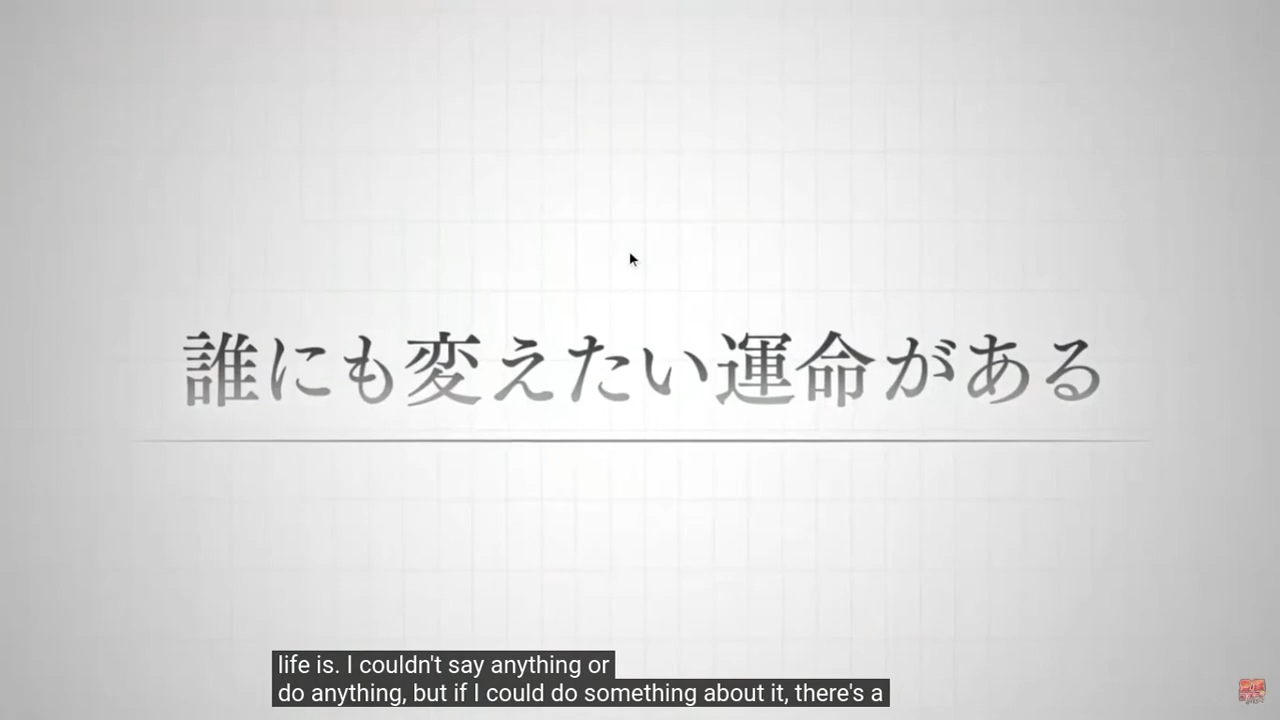 誰にも変えたい運命がある
life is. I couldn't say anything or
do anything, but if I could do something about it, there's a